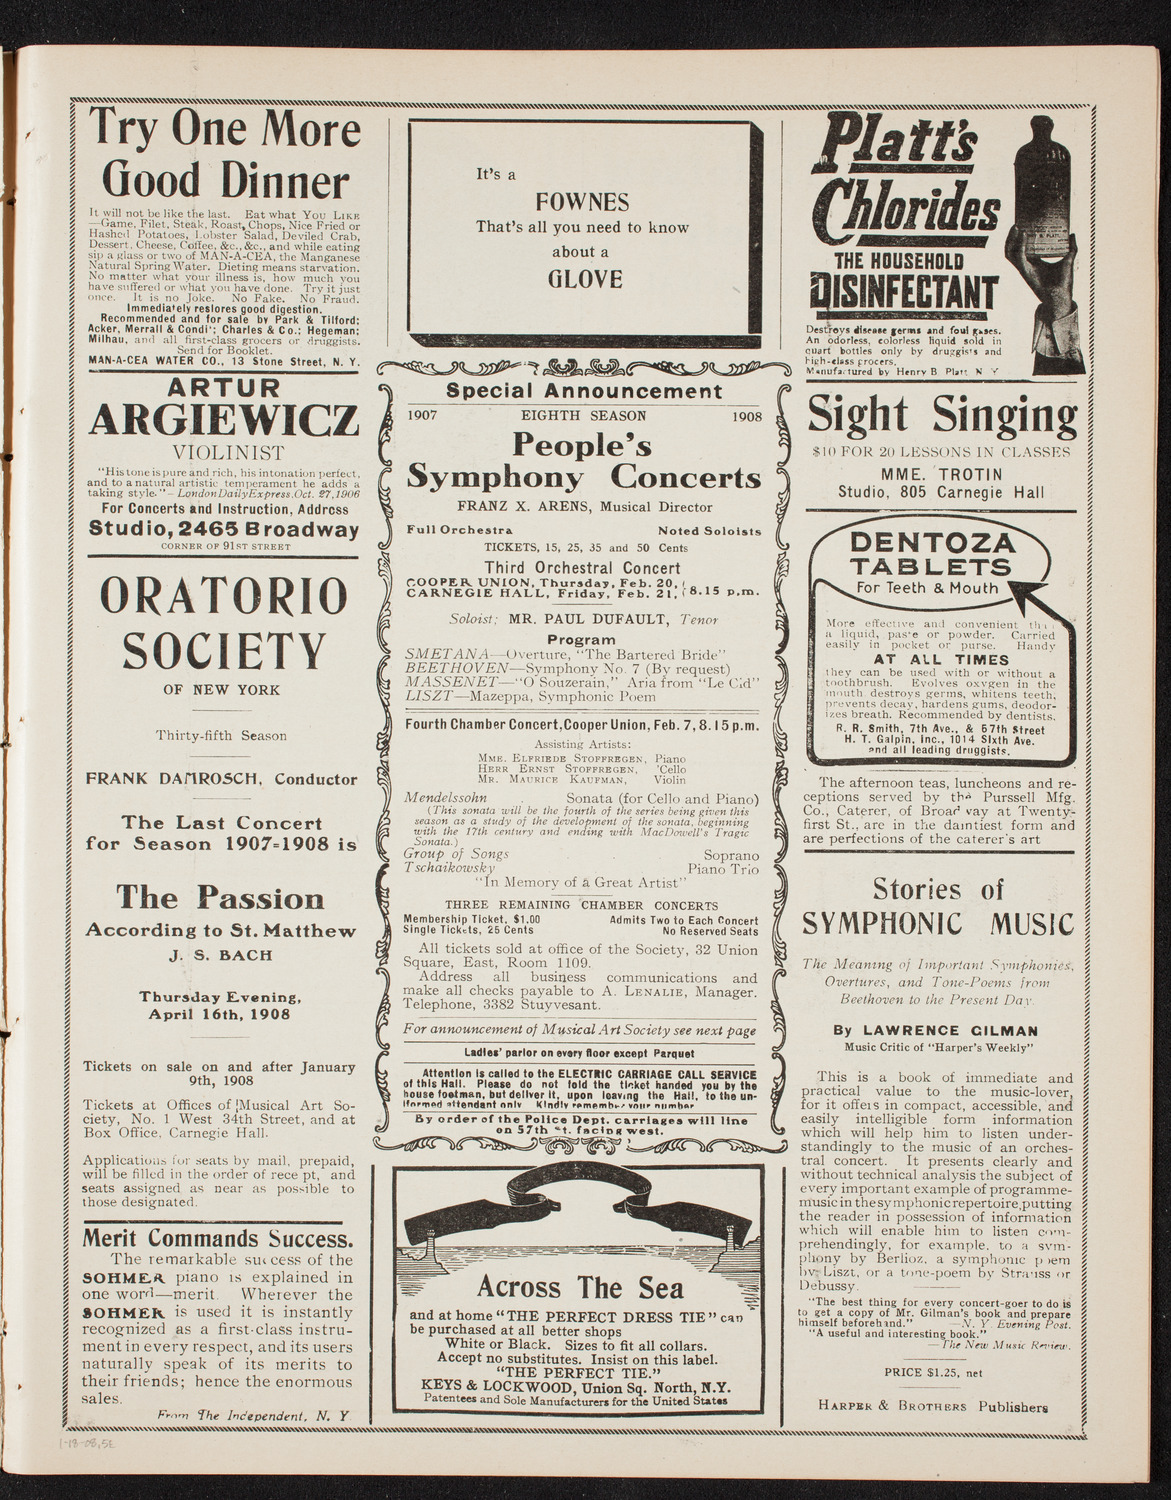 Try One More
Good Dinner
It will not be like the last. Eat what YOU LIKE
—Game, Filet, Steak, Roast, Chops, Nice Fried or
Hashed Potatoes, Lobster Salad, Deviled Crab,
Dessert, Cheese, Coffee, &c., &c., and while eating
sip a glass or two of MAN-A-CEA, the Manganese
Natural Spring Water. Dieting means starvation.
No matter what your illness is, how much you
have suffered or what you have done. Try it just
once. It is no Joke. No Fake. No Fraud.
Immediately restores good digestion.
Recommended and for sale by Park & Tilford;
Acker, Merrall & Condi'; Charles & Co.; Hegeman;
Milhau, and all first-class grocers or druggists.
Send for Booklet.
MAN-A-CEA WATER CO., 13 Stone Street, N. Y.
ARTUR
ARGIEWICZ
VIOLINIST
"His tone is pure and rich, his intonation perfect,
and to a natural artistic temperament he adds a
taking style."—London Daily Express, Oct. 27, 1906
For Concerts and Instruction, Address
Studio, 2465 Broadway
CORNER OF 91ST STREET
ORATORIO
SOCIETY
OF NEW YORK
Thirty-fifth Season
FRANK DAMROSCH, Conductor
The Last Concert
for Season 1907=1908 is
The Passion
According to St. Matthew
J. S. BACH
Thursday Evening,
April 16th, 1908
Tickets on sale on and after January
9th, 1908
Tickets at Offices of Musical Art So-
ciety, No. 1 West 34th Street, and at
Box Office, Carnegie Hall.
Applications for seats by mail, prepaid,
will be filled in the order of rece pt, and
seats assigned as near as possible to
those designated.
Merit Commands Success.
The remarkable success of the
SOHMER piano is explained in
one word—merit. Wherever the
SOHMER is used it is instantly
recognized as a first-class instru-
ment in every respect, and its users
naturally speak of its merits to
their friends; hence the enormous
sales.
From The Independent, N. Y.
It's a
FOWNES
That's all you need to know
about a
GLOVE
Special Announcement
1907 EIGHTH SEASON 1908
People's
Symphony Concerts
FRANZ X. ARENS, Musical Director
Full Orchestra Noted Soloists
TICKETS, 15, 25, 35 and 50 Cents
Third Orchestral Concert
COOPER UNION, Thursday, Feb. 20,
CARNEGIE HALL, Friday, Feb. 21, 8.15 p.m.
Soloist; MR. PAUL DUFAULT, Tenor
Program
SMETANA—Overture, "The Bartered Bride"
BEETHOVEN—Symphony No. 7 (By request)
MASSENET—"O Souzerain," Aria from "Le Cid"
LISZT—Mazeppa, Symphonic Poem
Fourth Chamber Concert, Cooper Union, Feb. 7, 8.15 p.m.
Assisting Artists:
MME. ELFRIEDE STOFFREGEN, Piano
HERR ERNST STOFFREGEN, 'Cello
MR. MAURICE KAUFMAN, Violin
Mendelssohn Sonata (for Cello and Piano)
(This sonata will be the fourth of the series being given this
season as a study of the development of the sonata, beginning
with the 17th century and ending with MacDowell's Tragic
Sonata.)
Group of Songs Soprano
Tschaikowsky Piano Trio
"In Memory of a Great Artist"
THREE REMAINING CHAMBER CONCERTS
Membership Ticket, $1.00 Admits Two to Each Concert
Single Tickets, 25 Cents No Reserved Seats
All tickets sold at office of the Society, 32 Union
Square, East, Room 1109.
Address all business communications and
make all checks payable to A. LENALIE, Manager.
Telephone, 3382 Stuyvesant.
For announcement of Musical Art Society see next page
Ladies' parlor on every floor except Parquet
Attention is called to the ELECTRIC CARRIAGE CALL SERVICE
of this Hall. Please do not fold the ticket handed you by the
house footman, but deliver it, upon leaving the Hall, to the un-
iformed attendant only Kindly remember your number
By order of the Police Dept. carriages will line
on 57th st. facing west.
Across The Sea
and at home "THE PERFECT DRESS TIE" can
be purchased at all better shops
White or Black. Sizes to fit all collars.
Accept no substitutes. Insist on this label.
"THE PERFECT TIE."
KEYS & LOCKWOOD, Union Sq. North, N.Y.
Patentees and Sole Manufacturers for the United States
Platt's
Chlorides
THE HOUSEHOLD
DISINFECTANT
Destroys disease germs and foul gases.
An odorless, colorless liquid sold in
quart bottles only by druggists and
high-class grocers.
Manufactured by Henry B. Platt N Y
Sight Singing
$10 FOR 20 LESSONS IN CLASSES
MME. TROTIN
Studio, 805 Carnegie Hall
DENTOZA
TABLETS
For Teeth & Mouth
More effective and convenient
a liquid, paste or powder. Carried
easily in pocket or purse. Handy
AT ALL TIMES
they can be used with or without a
toothbrush. Evolves oxygen in the
mouth destroys germs, whitens teeth,
prevents decay, hardens gums, deodor-
izes breath. Recommended by dentists.
R. R. Smith, 7th Ave., & 57th Street
H. T. Galpin, Inc., 1014 Sixth Ave.
and all leading druggists.
The afternoon teas, luncheons and re-
ceptions served by the Purssell Mfg.
Co., Caterer, of Broadway at Twenty-
first St., are in the daintiest form and
are perfections of the caterer's art
Stories of
SYMPHONIC MUSIC
The Meaning of Important Symphonies,
Overtures, and Tone-Poems from
Beethoven to the Present Day.
By LAWRENCE GILMAN
Music Critic of "Harper's Weekly"
This is a book of immediate and
practical value to the music-lover,
for it offers in compact, accessible, and
easily intelligible form information
which will help him to listen under-
standingly to the music of an orches-
tral concert. It presents clearly and
without technical analysis the subject of
every important example of programme-
music in the symphonic repertoire, putting
the reader in possession of information
which will enable him to listen com-
prehendingly, for example, to a sym-
phony by Berlioz, a symphonic poem
by Liszt, or a tone-poem by Strauss or
Debussy.
"The best thing for every concert-goer to do is
to get a copy of Mr. Gilman's book and prepare
himself beforehand." —N. Y. Evening Post.
"A useful and interesting book."
—The New Music Review.
PRICE $1.25, net
HARPER & BROTHERS Publishers
1-18-08, SE